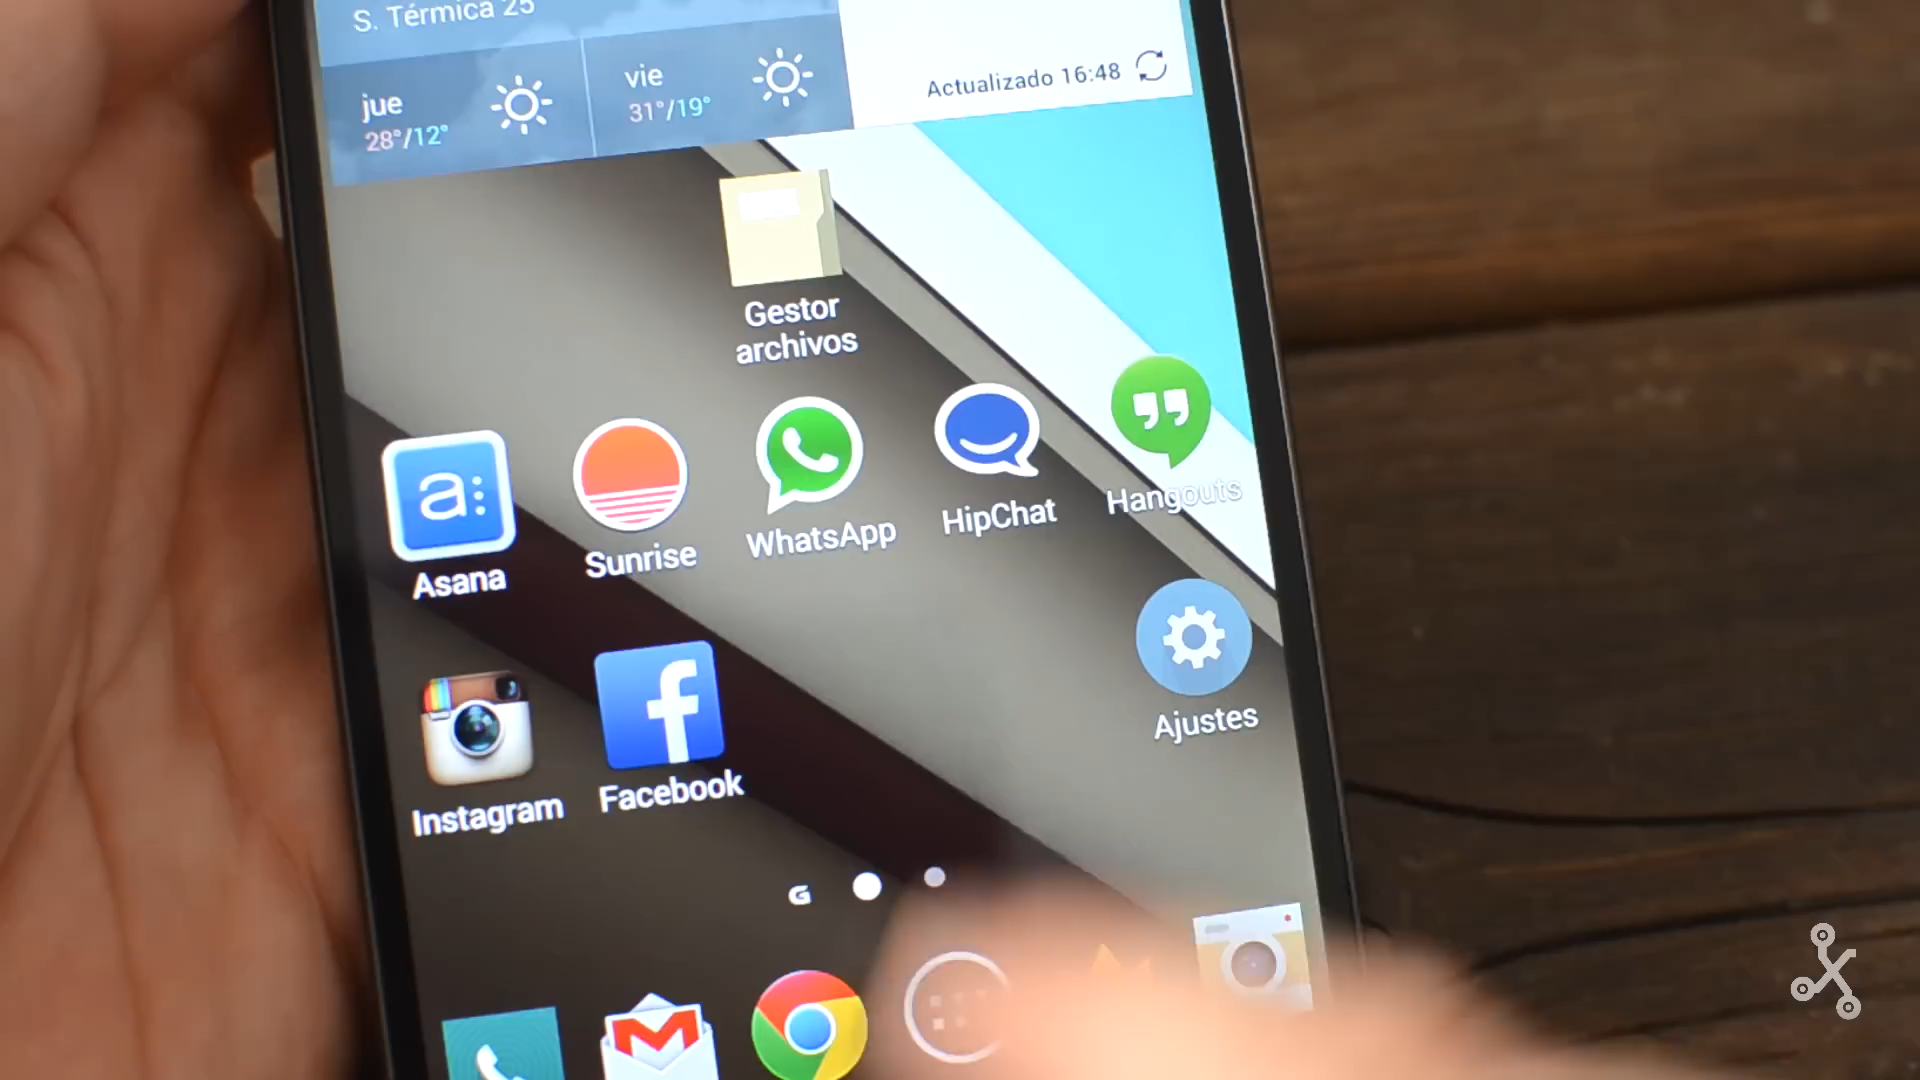 S. Térmica 25
jue
28°/12°
vie
31°/19°
Actualizado 16:48
Gestor
archivos
Asana
Sunrise
WhatsApp
HipChat
Hangouts
Instagram
Facebook
Ajustes